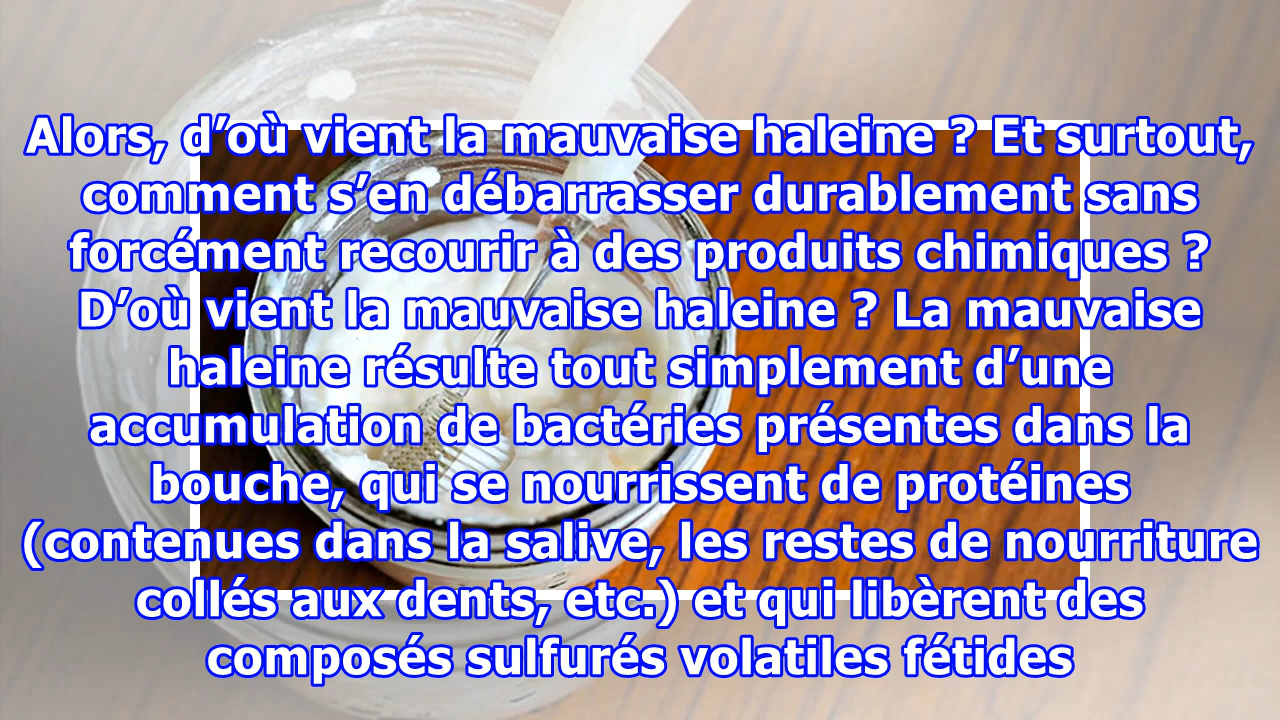 Alors, d’où vient la mauvaise haleine ? Et surtout,
comment s’en débarrasser durablement sans
forcément recourir à des produits chimiques ?
D’où vient la mauvaise haleine ? La mauvaise
haleine résulte tout simplement d’une
accumulation de bactéries présentes dans la
bouche, qui se nourrissent de protéines
(contenues dans la salive, les restes de nourriture
collés aux dents, etc.) et qui libèrent des
composés sulfurés volatiles fétides